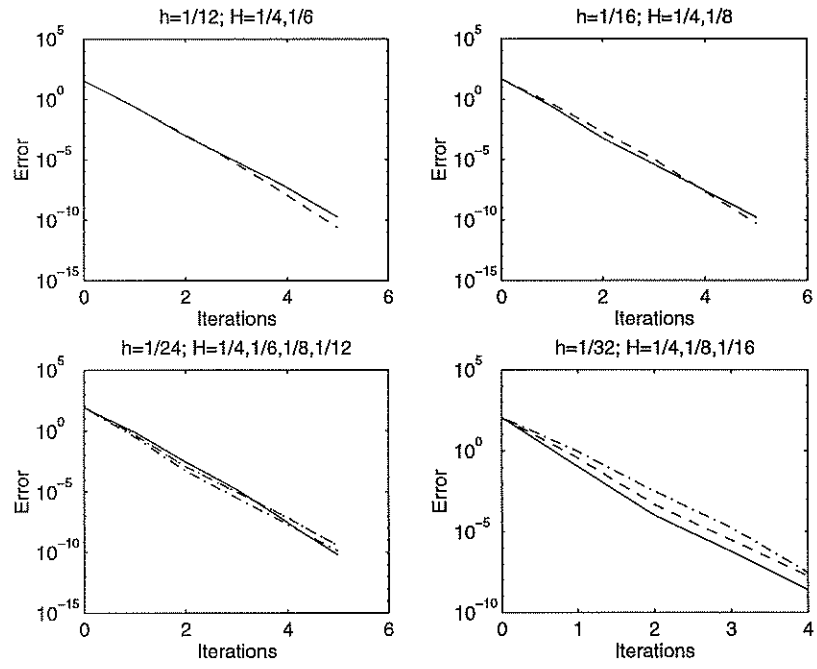 h=1/12; H=1/4,1/6
10^5
10^0
10^-5
10^-10
10^-15
Error
0 2 4 6
Iterations
h=1/16; H=1/4,1/8
10^5
10^0
10^-5
10^-10
10^-15
Error
0 2 4 6
Iterations
h=1/24; H=1/4,1/6,1/8,1/12
10^5
10^0
10^-5
10^-10
10^-15
Error
0 2 4 6
Iterations
h=1/32; H=1/4,1/8,1/16
10^5
10^0
10^-5
10^-10
Error
0 1 2 3 4
Iterations